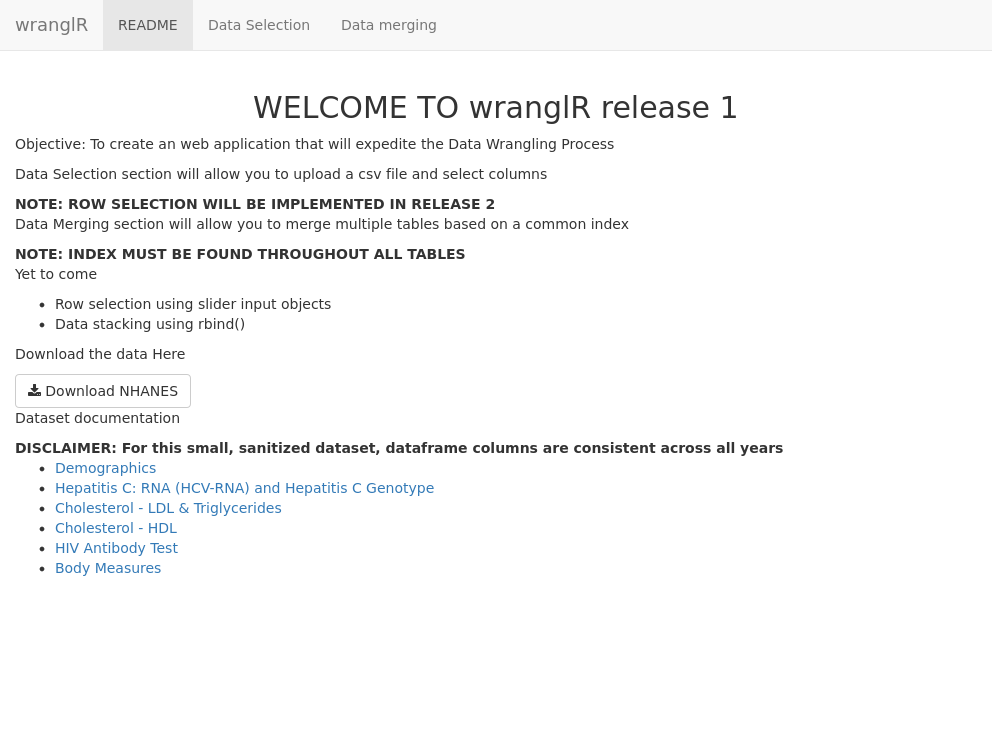 wranglR README Data Selection Data merging
WELCOME TO wranglR release 1
Objective: To create an web application that will expedite the Data Wrangling Process
Data Selection section will allow you to upload a csv file and select columns
NOTE: ROW SELECTION WILL BE IMPLEMENTED IN RELEASE 2
Data Merging section will allow you to merge multiple tables based on a common index
NOTE: INDEX MUST BE FOUND THROUGHOUT ALL TABLES
Yet to come
• Row selection using slider input objects
• Data stacking using rbind()
Download the data Here
Download NHANES
Dataset documentation
DISCLAIMER: For this small, sanitized dataset, dataframe columns are consistent across all years
• Demographics
• Hepatitis C: RNA (HCV-RNA) and Hepatitis C Genotype
• Cholesterol - LDL & Triglycerides
• Cholesterol - HDL
• HIV Antibody Test
• Body Measures